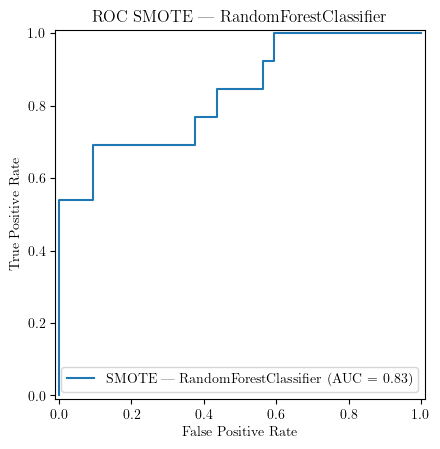 ROC SMOTE — RandomForestClassifier
1.0
0.8
0.6
0.4
0.2
0.0
True Positive Rate
SMOTE — RandomForestClassifier (AUC = 0.83)
0.0 0.2 0.4 0.6 0.8 1.0
False Positive Rate